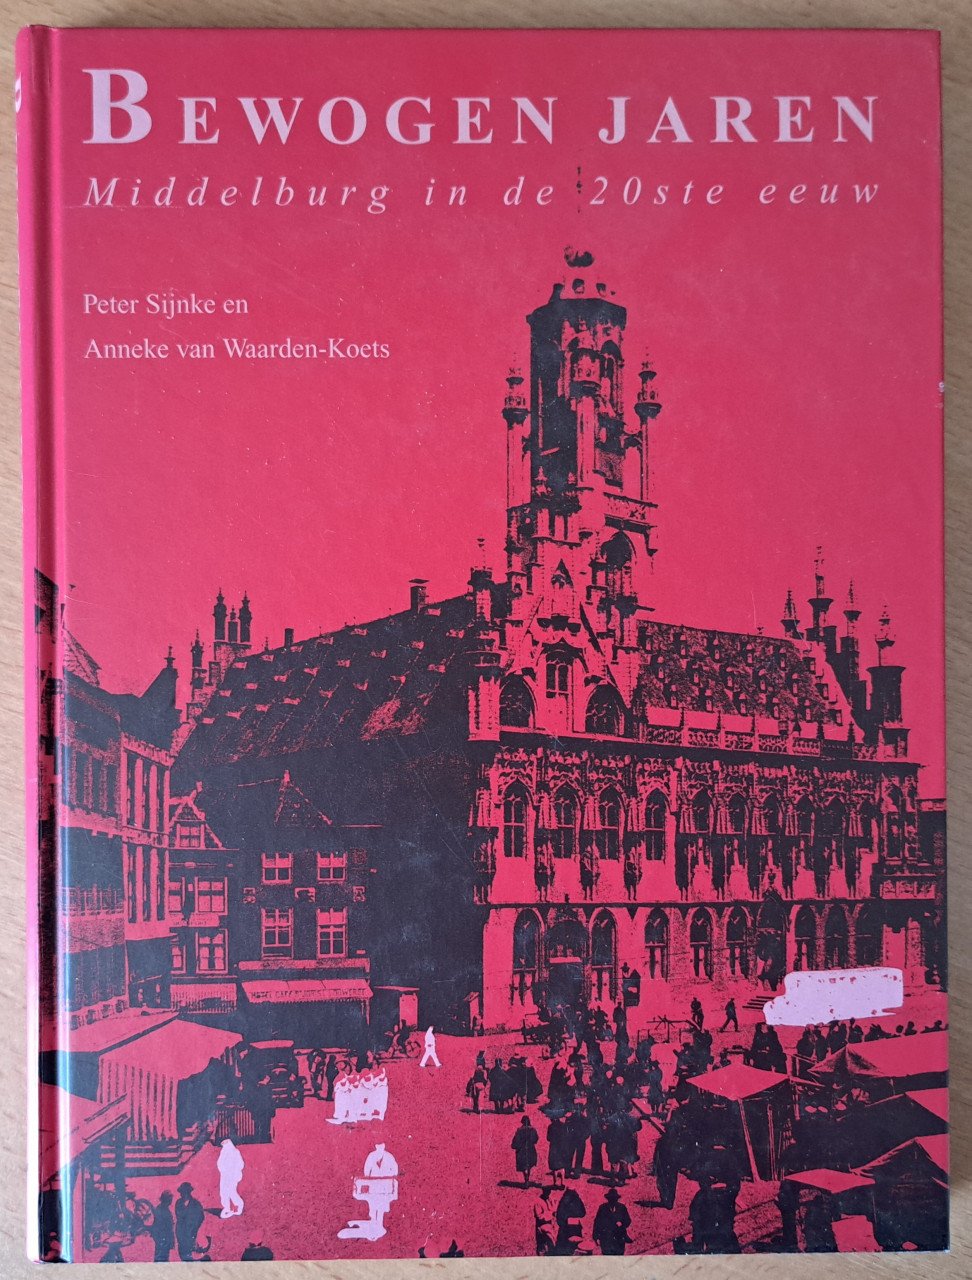 BEWOGEN JAREN
Middelburg in de 20ste eeuw
Peter Sijnke en
Anneke van Waarden-Koets